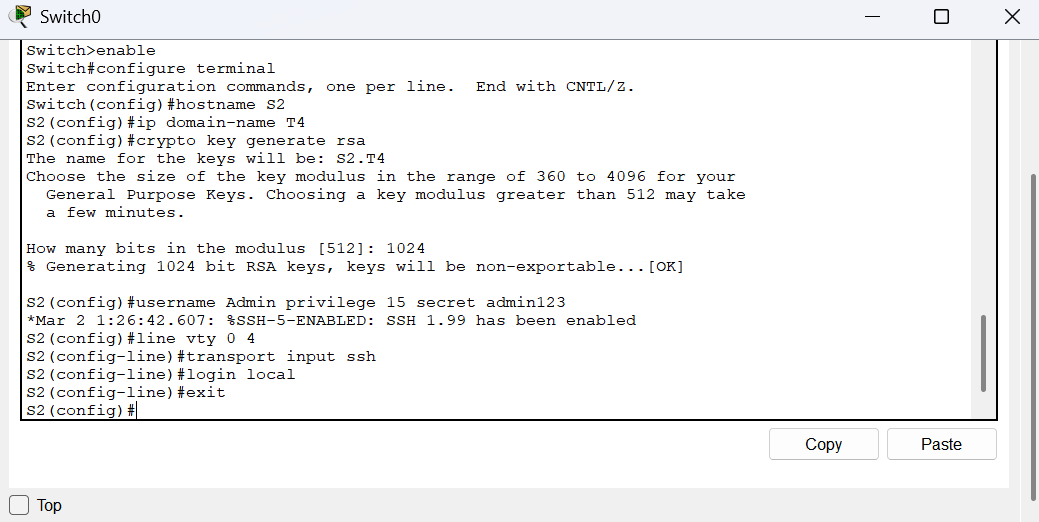 Switch0
Switch>enable
Switch#configure terminal
Enter configuration commands, one per line.  End with CNTL/Z.
Switch(config)#hostname S2
S2(config)#ip domain-name T4
S2(config)#crypto key generate rsa
The name for the keys will be: S2.T4
Choose the size of the key modulus in the range of 360 to 4096 for your
  General Purpose Keys. Choosing a key modulus greater than 512 may take
  a few minutes.
How many bits in the modulus [512]: 1024
% Generating 1024 bit RSA keys, keys will be non-exportable...[OK]
S2(config)#username Admin privilege 15 secret admin123
*Mar 2 1:26:42.607: %SSH-5-ENABLED: SSH 1.99 has been enabled
S2(config)#line vty 0 4
S2(config-line)#transport input ssh
S2(config-line)#login local
S2(config-line)#exit
S2(config)#
Copy
Paste
Top